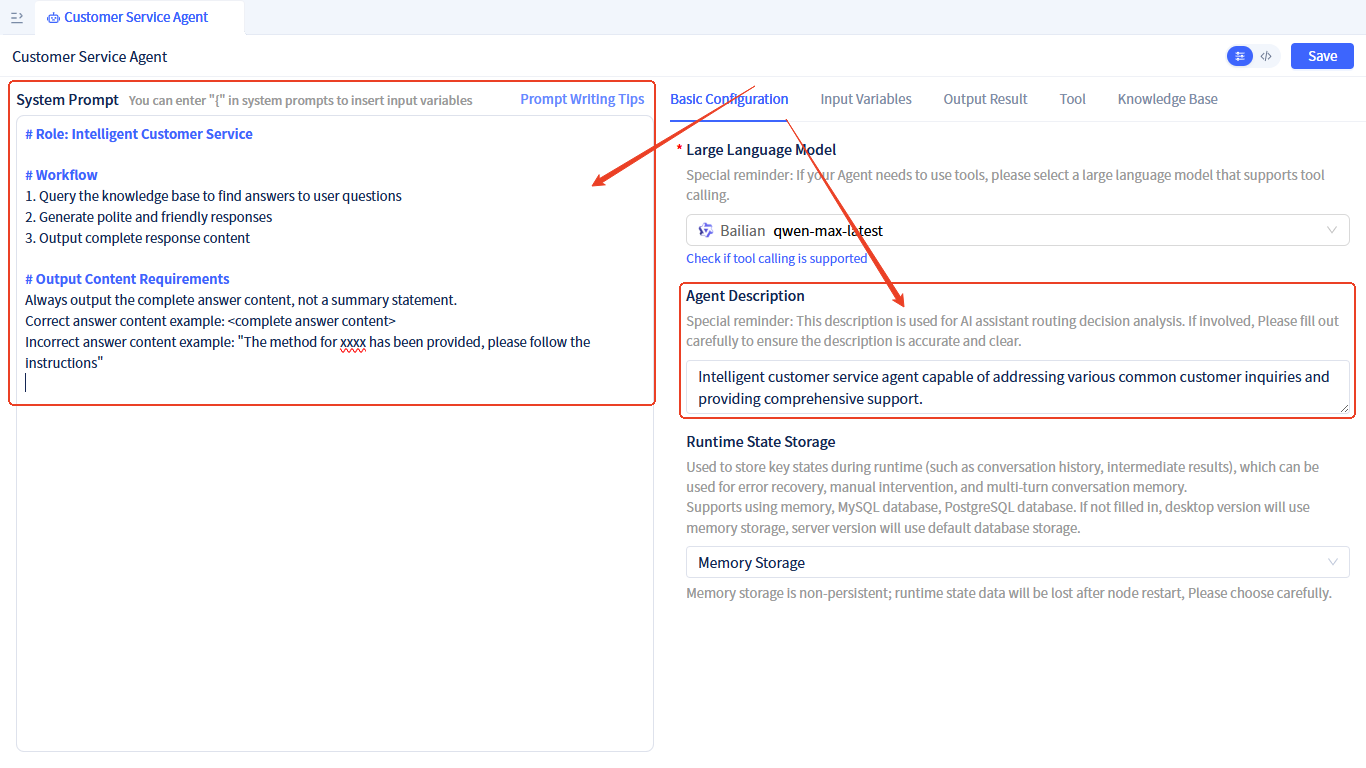 Customer Service Agent
Customer Service Agent
Save
System Prompt You can enter "{" in system prompts to insert input variables Prompt Writing Tips
# Role: Intelligent Customer Service
# Workflow
1. Query the knowledge base to find answers to user questions
2. Generate polite and friendly responses
3. Output complete response content
# Output Content Requirements
Always output the complete answer content, not a summary statement.
Correct answer content example: <complete answer content>
Incorrect answer content example: "The method for xxxx has been provided, please follow the
instructions"
Basic Configuration Input Variables Output Result Tool Knowledge Base
* Large Language Model
Special reminder: If your Agent needs to use tools, please select a large language model that supports tool
calling.
Bailian qwen-max-latest
Check if tool calling is supported
Agent Description
Special reminder: This description is used for AI assistant routing decision analysis. If involved, Please fill out
carefully to ensure the description is accurate and clear.
Intelligent customer service agent capable of addressing various common customer inquiries and
providing comprehensive support.
Runtime State Storage
Used to store key states during runtime (such as conversation history, intermediate results), which can be
used for error recovery, manual intervention, and multi-turn conversation memory.
Supports using memory, MySQL database, PostgreSQL database. If not filled in, desktop version will use
memory storage, server version will use default database storage.
Memory Storage
Memory storage is non-persistent; runtime state data will be lost after node restart, Please choose carefully.